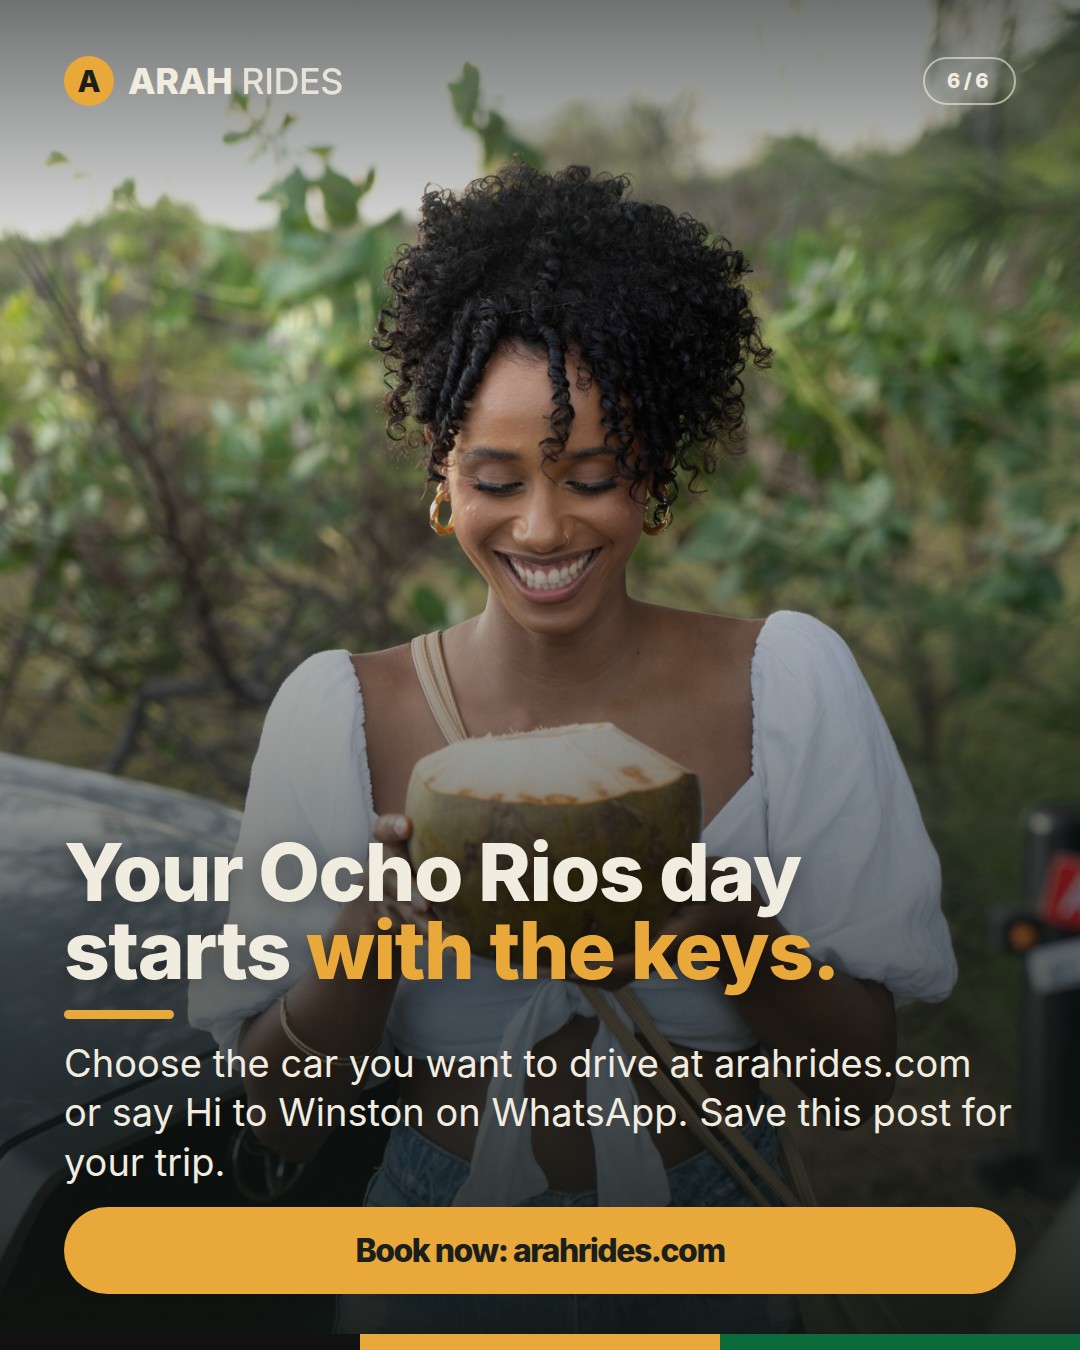 A ARAH RIDES
6/6
Your Ocho Rios day
starts with the keys.
Choose the car you want to drive at arahrides.com
or say Hi to Winston on WhatsApp. Save this post for
your trip.
Book now: arahrides.com